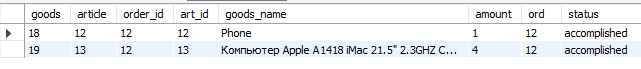 goods article order_id art_id goods_name amount ord status
18 12 12 12 Phone 1 12 accomplished
19 13 12 13 Компьютер Apple A1418 iMac 21.5" 2.3GHZ C... 4 12 accomplished